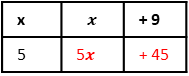 x x + 9
5 5x + 45